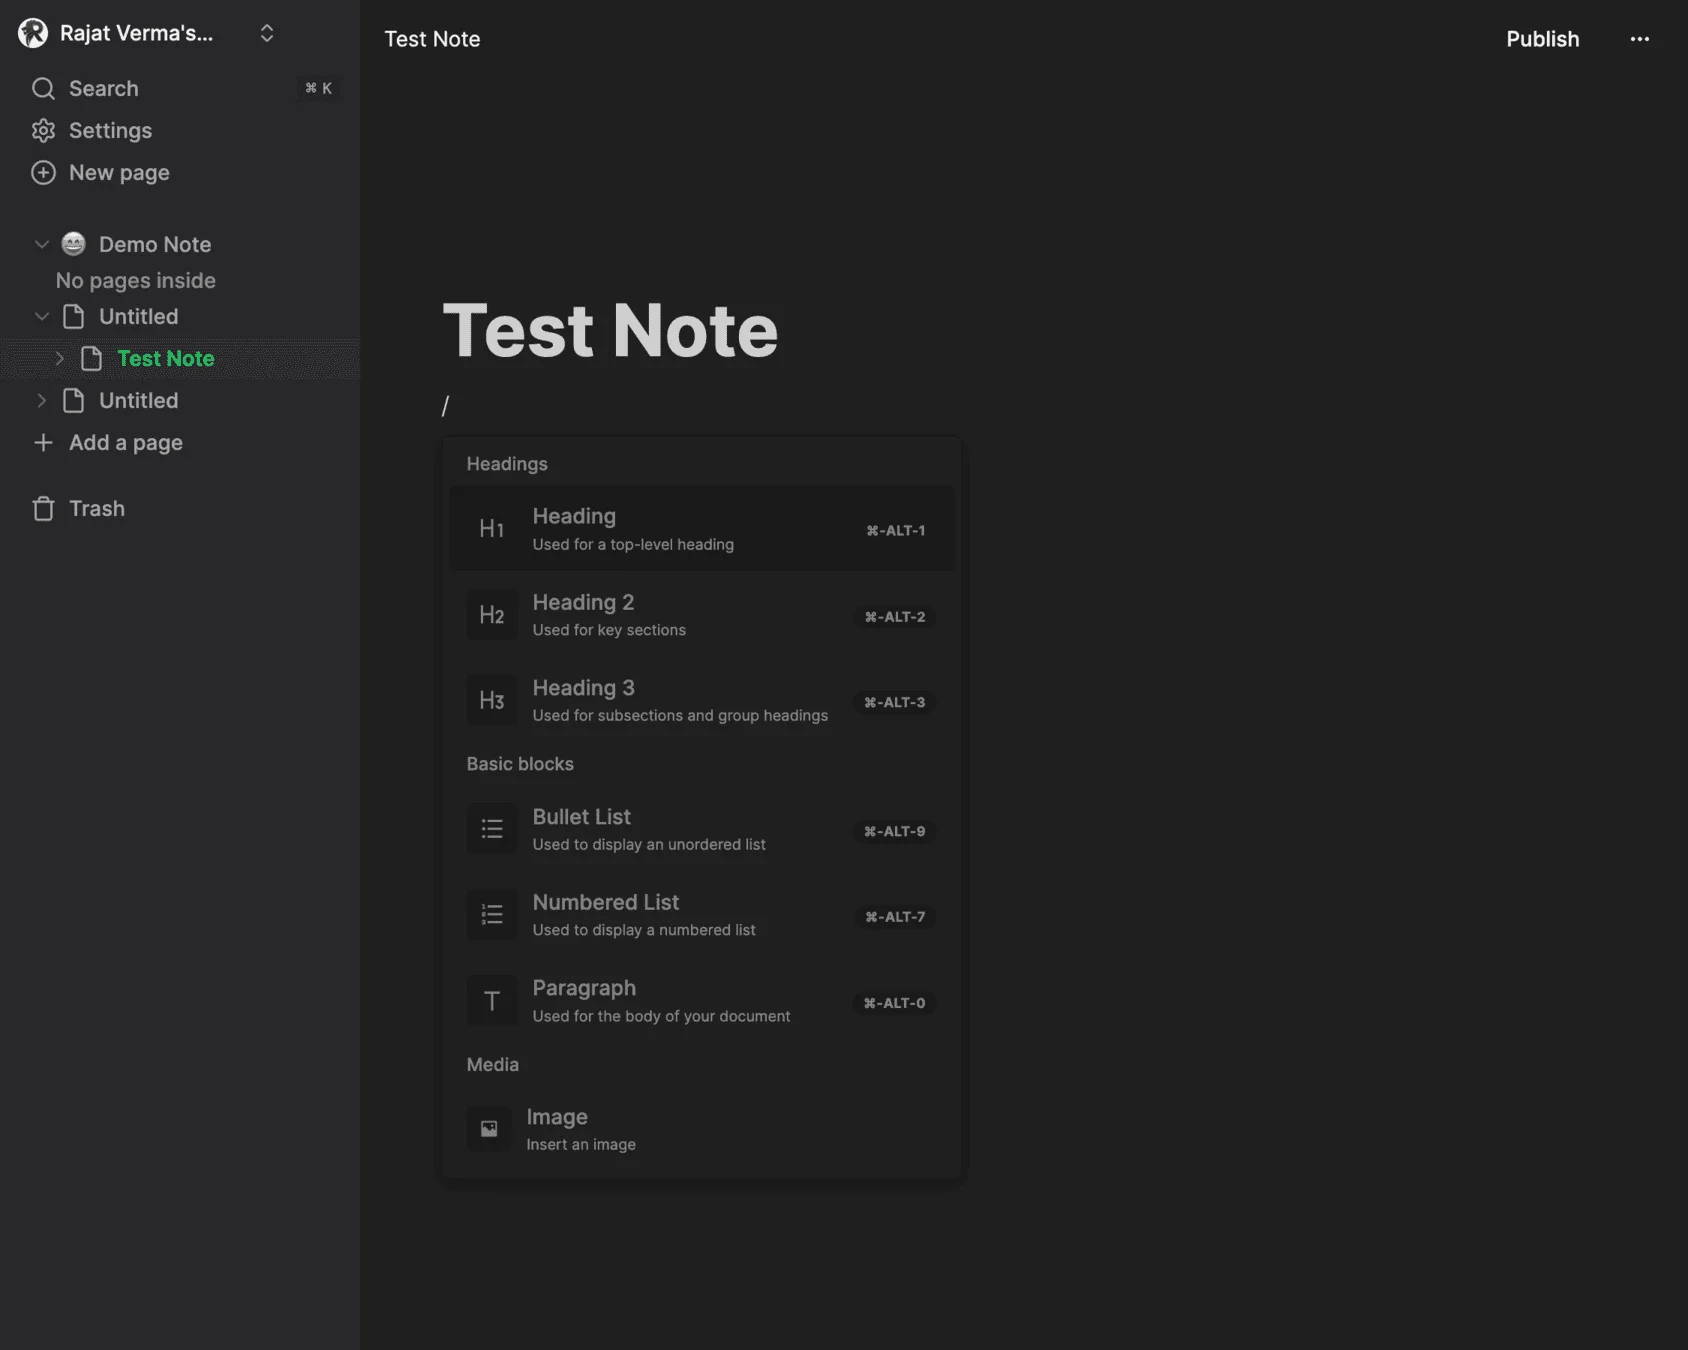 Rajat Verma's...
Search
⌘ K
Settings
New page
Demo Note
No pages inside
Untitled
Test Note
Untitled
Add a page
Trash
Test Note
Publish
Test Note
/
Headings
H1
Heading
Used for a top-level heading
⌘-ALT-1
H2
Heading 2
Used for key sections
⌘-ALT-2
H3
Heading 3
Used for subsections and group headings
⌘-ALT-3
Basic blocks
Bullet List
Used to display an unordered list
⌘-ALT-9
Numbered List
Used to display a numbered list
⌘-ALT-7
T
Paragraph
Used for the body of your document
⌘-ALT-0
Media
Image
Insert an image